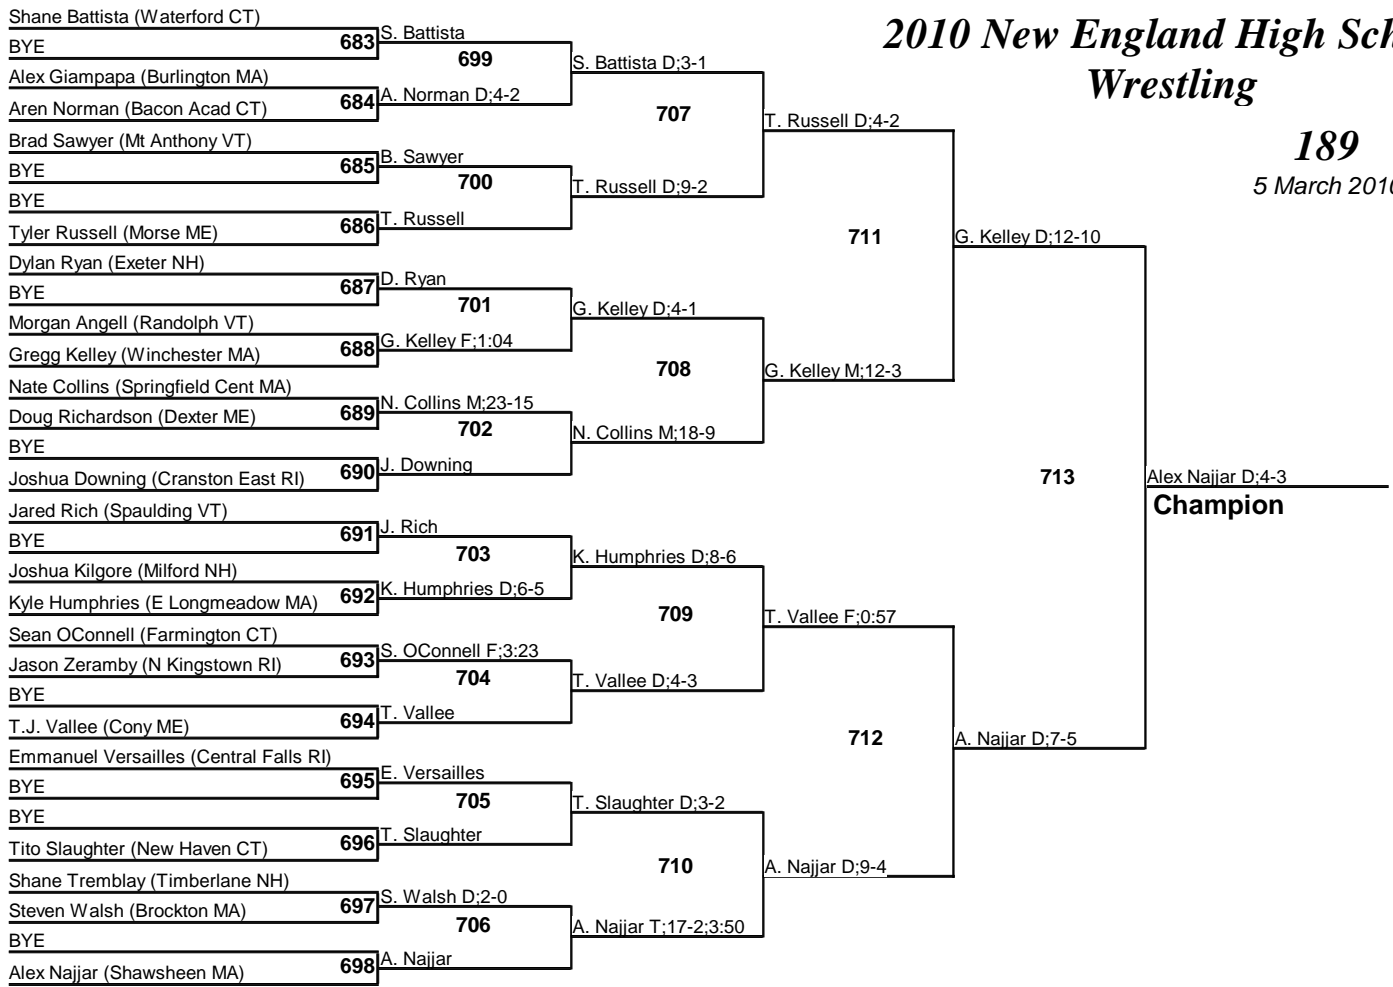 2010 New England High Sch
Wrestling
189
5 March 2010
Shane Battista (Waterford CT)
BYE
683
S. Battista
699
Alex Giampapa (Burlington MA)
Aren Norman (Bacon Acad CT)
684
A. Norman D;4-2
S. Battista D;3-1
707
Brad Sawyer (Mt Anthony VT)
BYE
685
B. Sawyer
700
BYE
Tyler Russell (Morse ME)
686
T. Russell
T. Russell D;9-2
T. Russell D;4-2
711
Dylan Ryan (Exeter NH)
BYE
687
D. Ryan
701
Morgan Angell (Randolph VT)
Gregg Kelley (Winchester MA)
688
G. Kelley F;1:04
G. Kelley D;4-1
708
Nate Collins (Springfield Cent MA)
Doug Richardson (Dexter ME)
689
N. Collins M;23-15
702
BYE
Joshua Downing (Cranston East RI)
690
J. Downing
N. Collins M;18-9
G. Kelley M;12-3
G. Kelley D;12-10
713
Alex Najjar D;4-3
Champion
Jared Rich (Spaulding VT)
BYE
691
J. Rich
703
Joshua Kilgore (Milford NH)
Kyle Humphries (E Longmeadow MA)
692
K. Humphries D;6-5
K. Humphries D;8-6
709
Sean OConnell (Farmington CT)
Jason Zeramby (N Kingstown RI)
693
S. OConnell F;3:23
704
BYE
T.J. Vallee (Cony ME)
694
T. Vallee
T. Vallee D;4-3
T. Vallee F;0:57
712
Emmanuel Versailles (Central Falls RI)
BYE
695
E. Versailles
705
BYE
Tito Slaughter (New Haven CT)
696
T. Slaughter
T. Slaughter D;3-2
710
Shane Tremblay (Timberlane NH)
Steven Walsh (Brockton MA)
697
S. Walsh D;2-0
706
BYE
Alex Najjar (Shawsheen MA)
698
A. Najjar
A. Najjar T;17-2;3:50
A. Najjar D;9-4
A. Najjar D;7-5